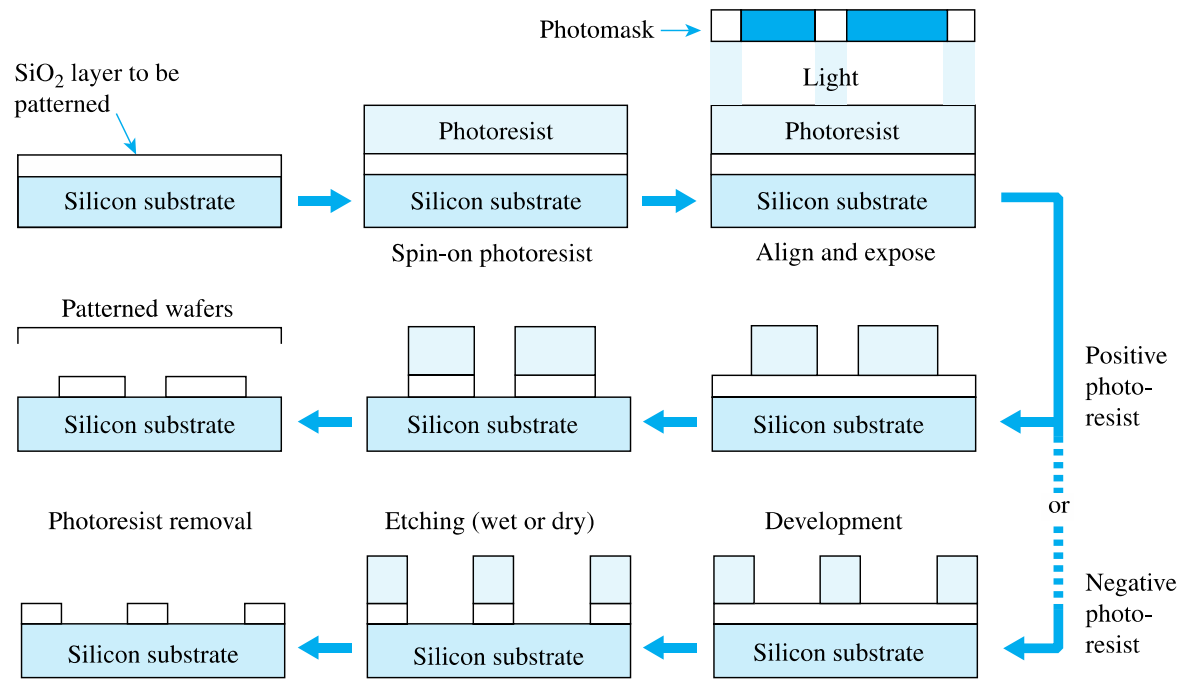 Photomask
SiO₂ layer to be
patterned
Light
Photoresist
Photoresist
Silicon substrate
Silicon substrate
Silicon substrate
Spin-on photoresist
Align and expose
Patterned wafers
Positive
photo-
resist
Silicon substrate
Silicon substrate
Silicon substrate
or
Photoresist removal
Etching (wet or dry)
Development
Negative
photo-
resist
Silicon substrate
Silicon substrate
Silicon substrate